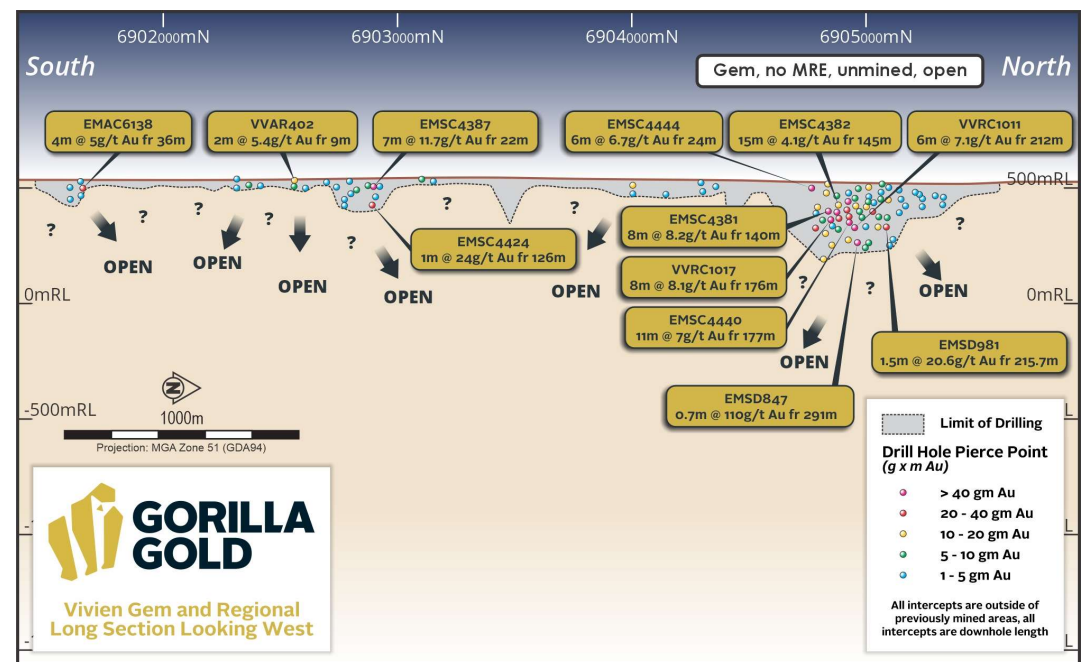 6902000mN
6903000mN
6904000mN
6905000mN
South
Gem, no MRE, unmined, open
North
EMAC6138
4m @ 5g/t Au fr 36m
VVAR402
2m @ 5.4g/t Au fr 9m
EMSC4387
7m @ 11.7g/t Au fr 22m
EMSC4444
6m @ 6.7g/t Au fr 24m
EMSC4382
15m @ 4.1g/t Au fr 145m
VVRC1011
6m @ 7.1g/t Au fr 212m
500mRL
?
?
?
?
?
?
?
?
?
?
EMSC4381
8m @ 8.2g/t Au fr 140m
EMSC4424
1m @ 24g/t Au fr 126m
OPEN
OPEN
OPEN
OPEN
OPEN
OPEN
VVRC1017
8m @ 8.1g/t Au fr 176m
0mRL
0mRL
EMSC4440
11m @ 7g/t Au fr 177m
OPEN
EMSD981
1.5m @ 20.6g/t Au fr 215.7m
EMSD847
0.7m @ 110g/t Au fr 291m
N
-500mRL
1000m
Projection: MGA Zone 51 (GDA94)
Limit of Drilling
Drill Hole Pierce Point
(g x m Au)
> 40 gm Au
20 - 40 gm Au
10 - 20 gm Au
5 - 10 gm Au
1 - 5 gm Au
All intercepts are outside of
previously mined areas, all
intercepts are downhole length
GORILLA
GOLD
Vivien Gem and Regional
Long Section Looking West